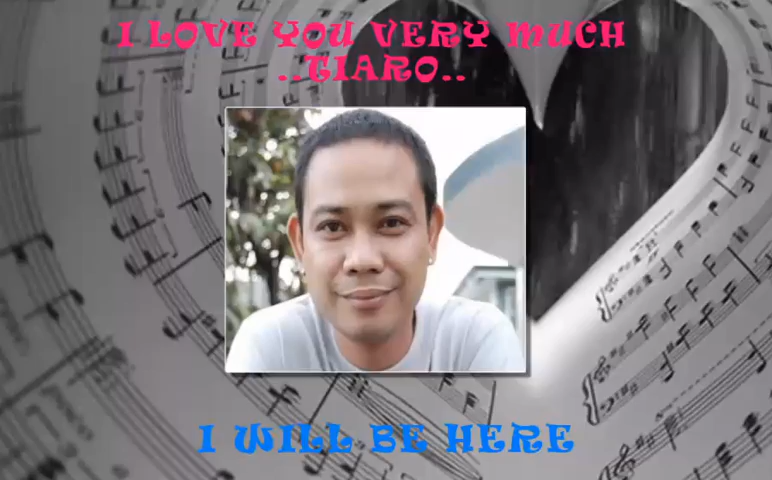 I LOVE YOU VERY MUCH
..TIARO..
I WILL BE HERE